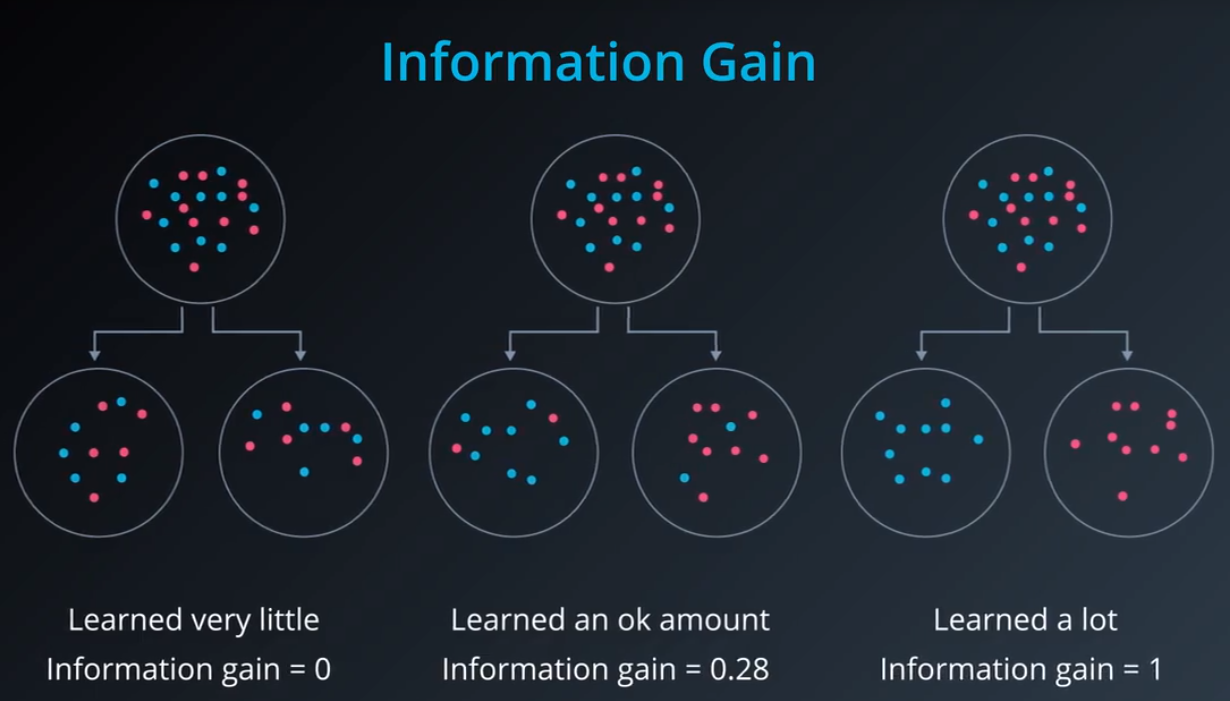 Information Gain
Learned very little
Information gain = 0
Learned an ok amount
Information gain = 0.28
Learned a lot
Information gain = 1